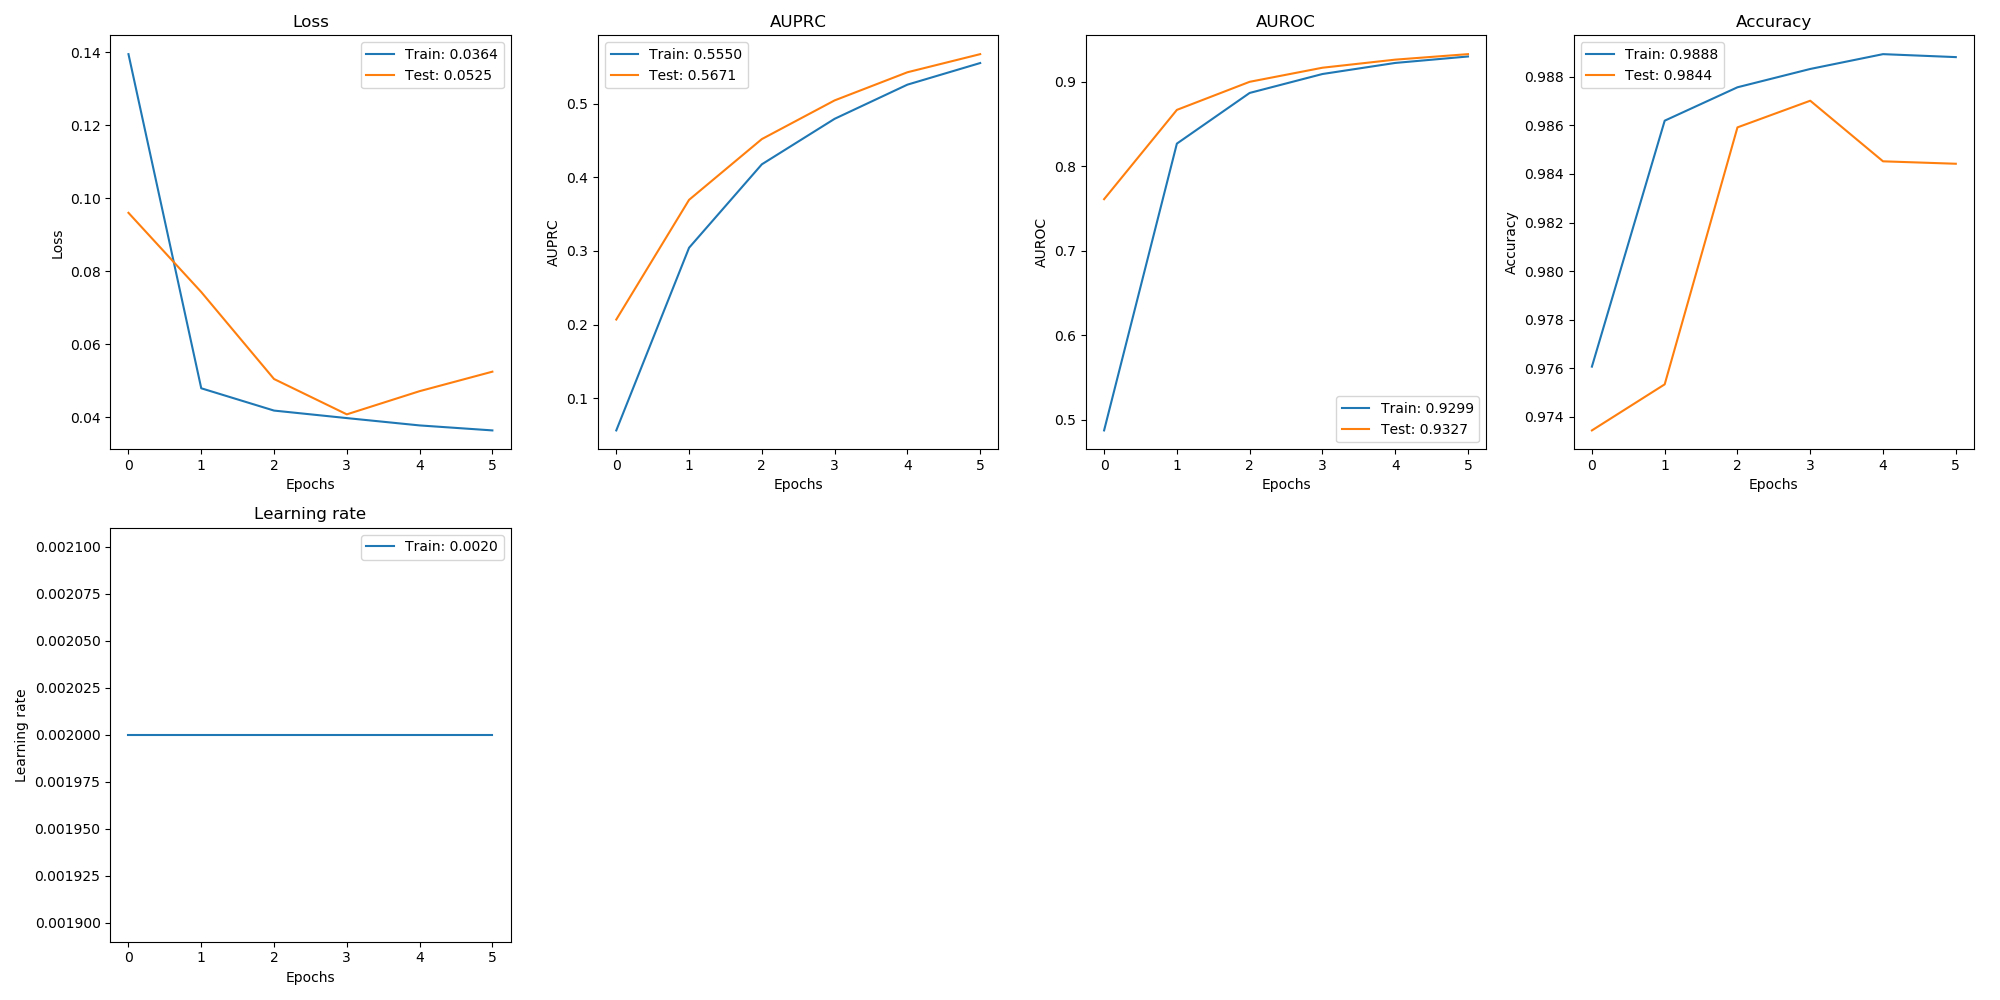 Loss
Train: 0.0364
Test: 0.0525
0.14
0.12
0.10
0.08
0.06
0.04
Loss
0 1 2 3 4 5
Epochs
AUPRC
Train: 0.5550
Test: 0.5671
0.5
0.4
0.3
0.2
0.1
AUPRC
0 1 2 3 4 5
Epochs
AUROC
0.9
0.8
0.7
0.6
0.5
AUROC
Train: 0.9299
Test: 0.9327
0 1 2 3 4 5
Epochs
Accuracy
Train: 0.9888
Test: 0.9844
0.988
0.986
0.984
0.982
0.980
0.978
0.976
0.974
Accuracy
0 1 2 3 4 5
Epochs
Learning rate
Train: 0.0020
0.002100
0.002075
0.002050
0.002025
0.002000
0.001975
0.001950
0.001925
0.001900
Learning rate
0 1 2 3 4 5
Epochs